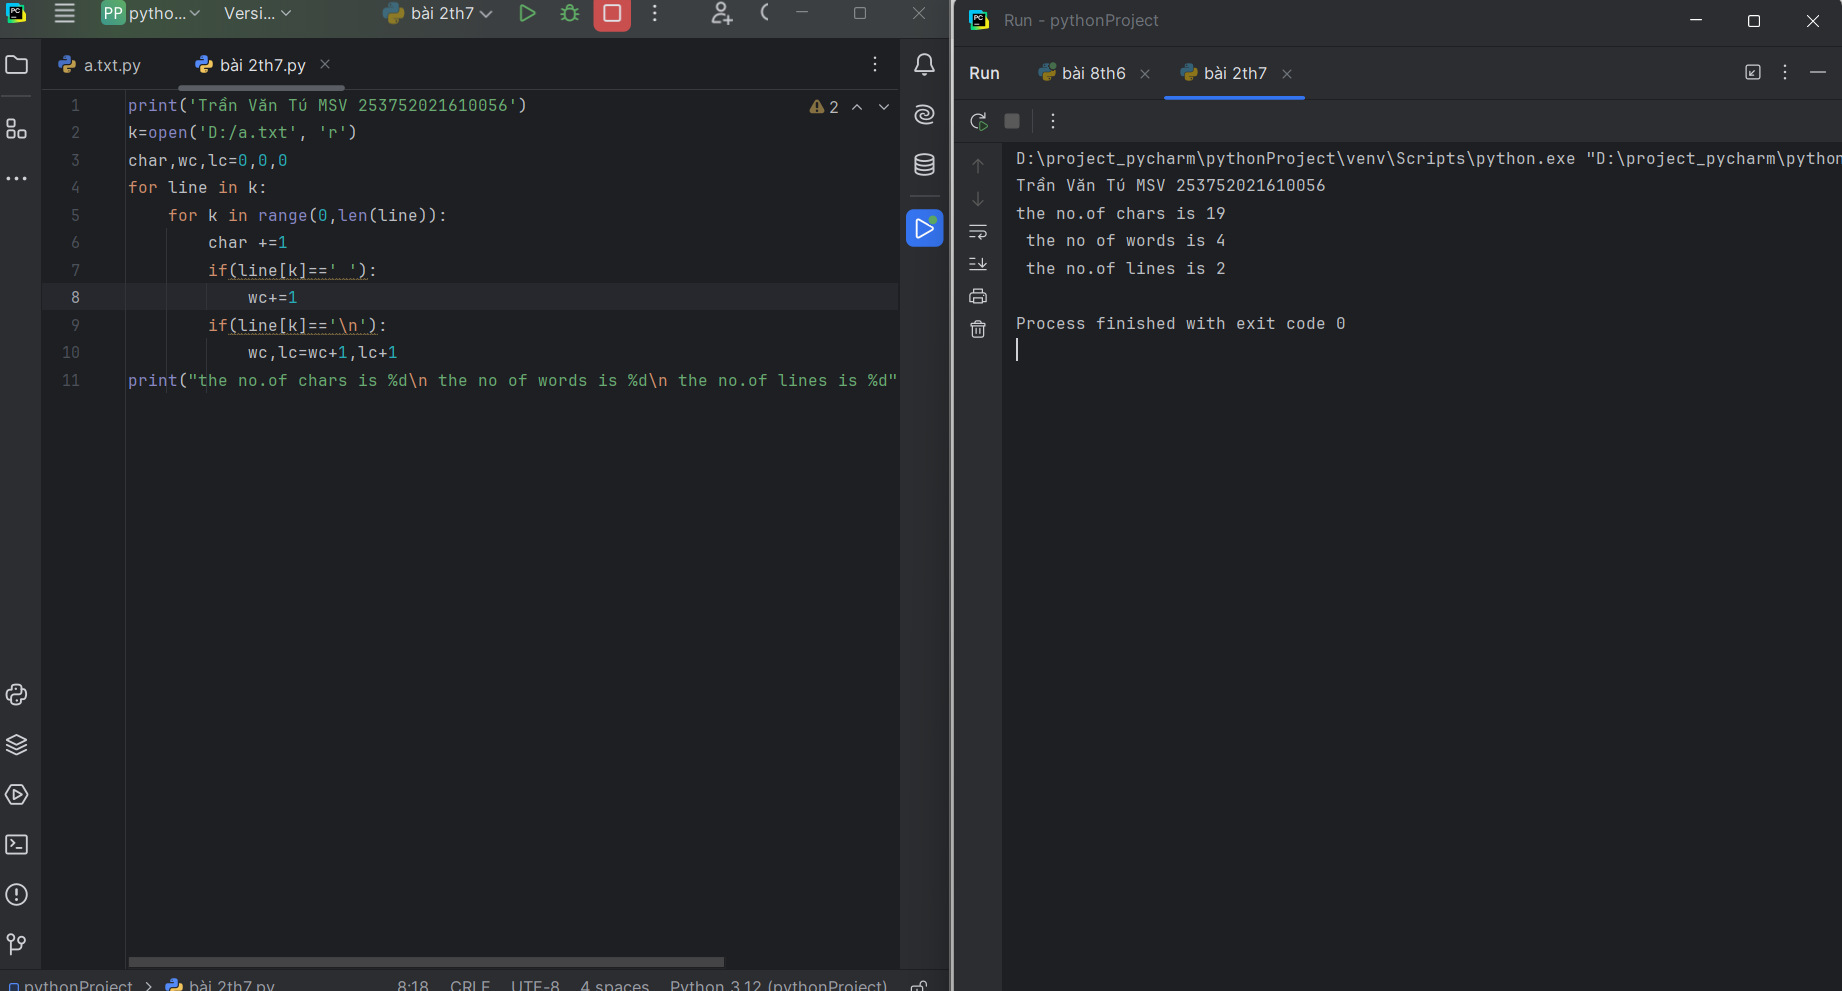 PP pytho...
Versi...
bài 2th7
a.txt.py
bài 2th7.py
2
1 print('Trần Văn Tú MSV 253752021610056')
2 k=open('D:/a.txt', 'r')
3 char,wc,lc=0,0,0
4 for line in k:
5     for k in range(0,len(line)):
6         char +=1
7         if(line[k]==' '):
8             wc+=1
9         if(line[k]=='\n'):
10             wc,lc=wc+1,lc+1
11 print("the no.of chars is %d\n the no of words is %d\n the no.of lines is %d"
pythonProject
bài 2th7.py
8:18 CRLF UTF-8 4 spaces Python 3.12 (pythonProject)
Run - pythonProject
Run
bài 8th6
bài 2th7
D:\project_pycharm\pythonProject\venv\Scripts\python.exe "D:\project_pycharm\python
Trần Văn Tú MSV 253752021610056
the no.of chars is 19
 the no of words is 4
 the no.of lines is 2
Process finished with exit code 0